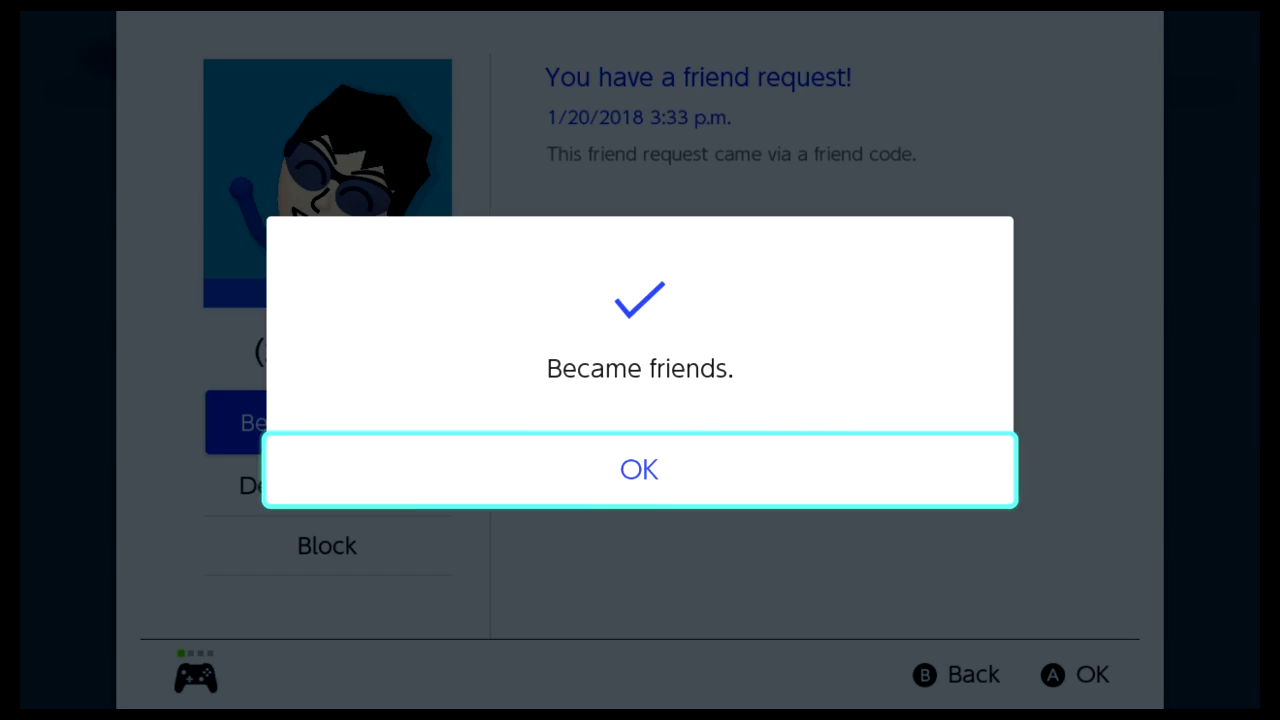 You have a friend request!
1/20/2018 3:33 p.m.
This friend request came via a friend code.
Became friends.
OK
Block
B Back
A OK